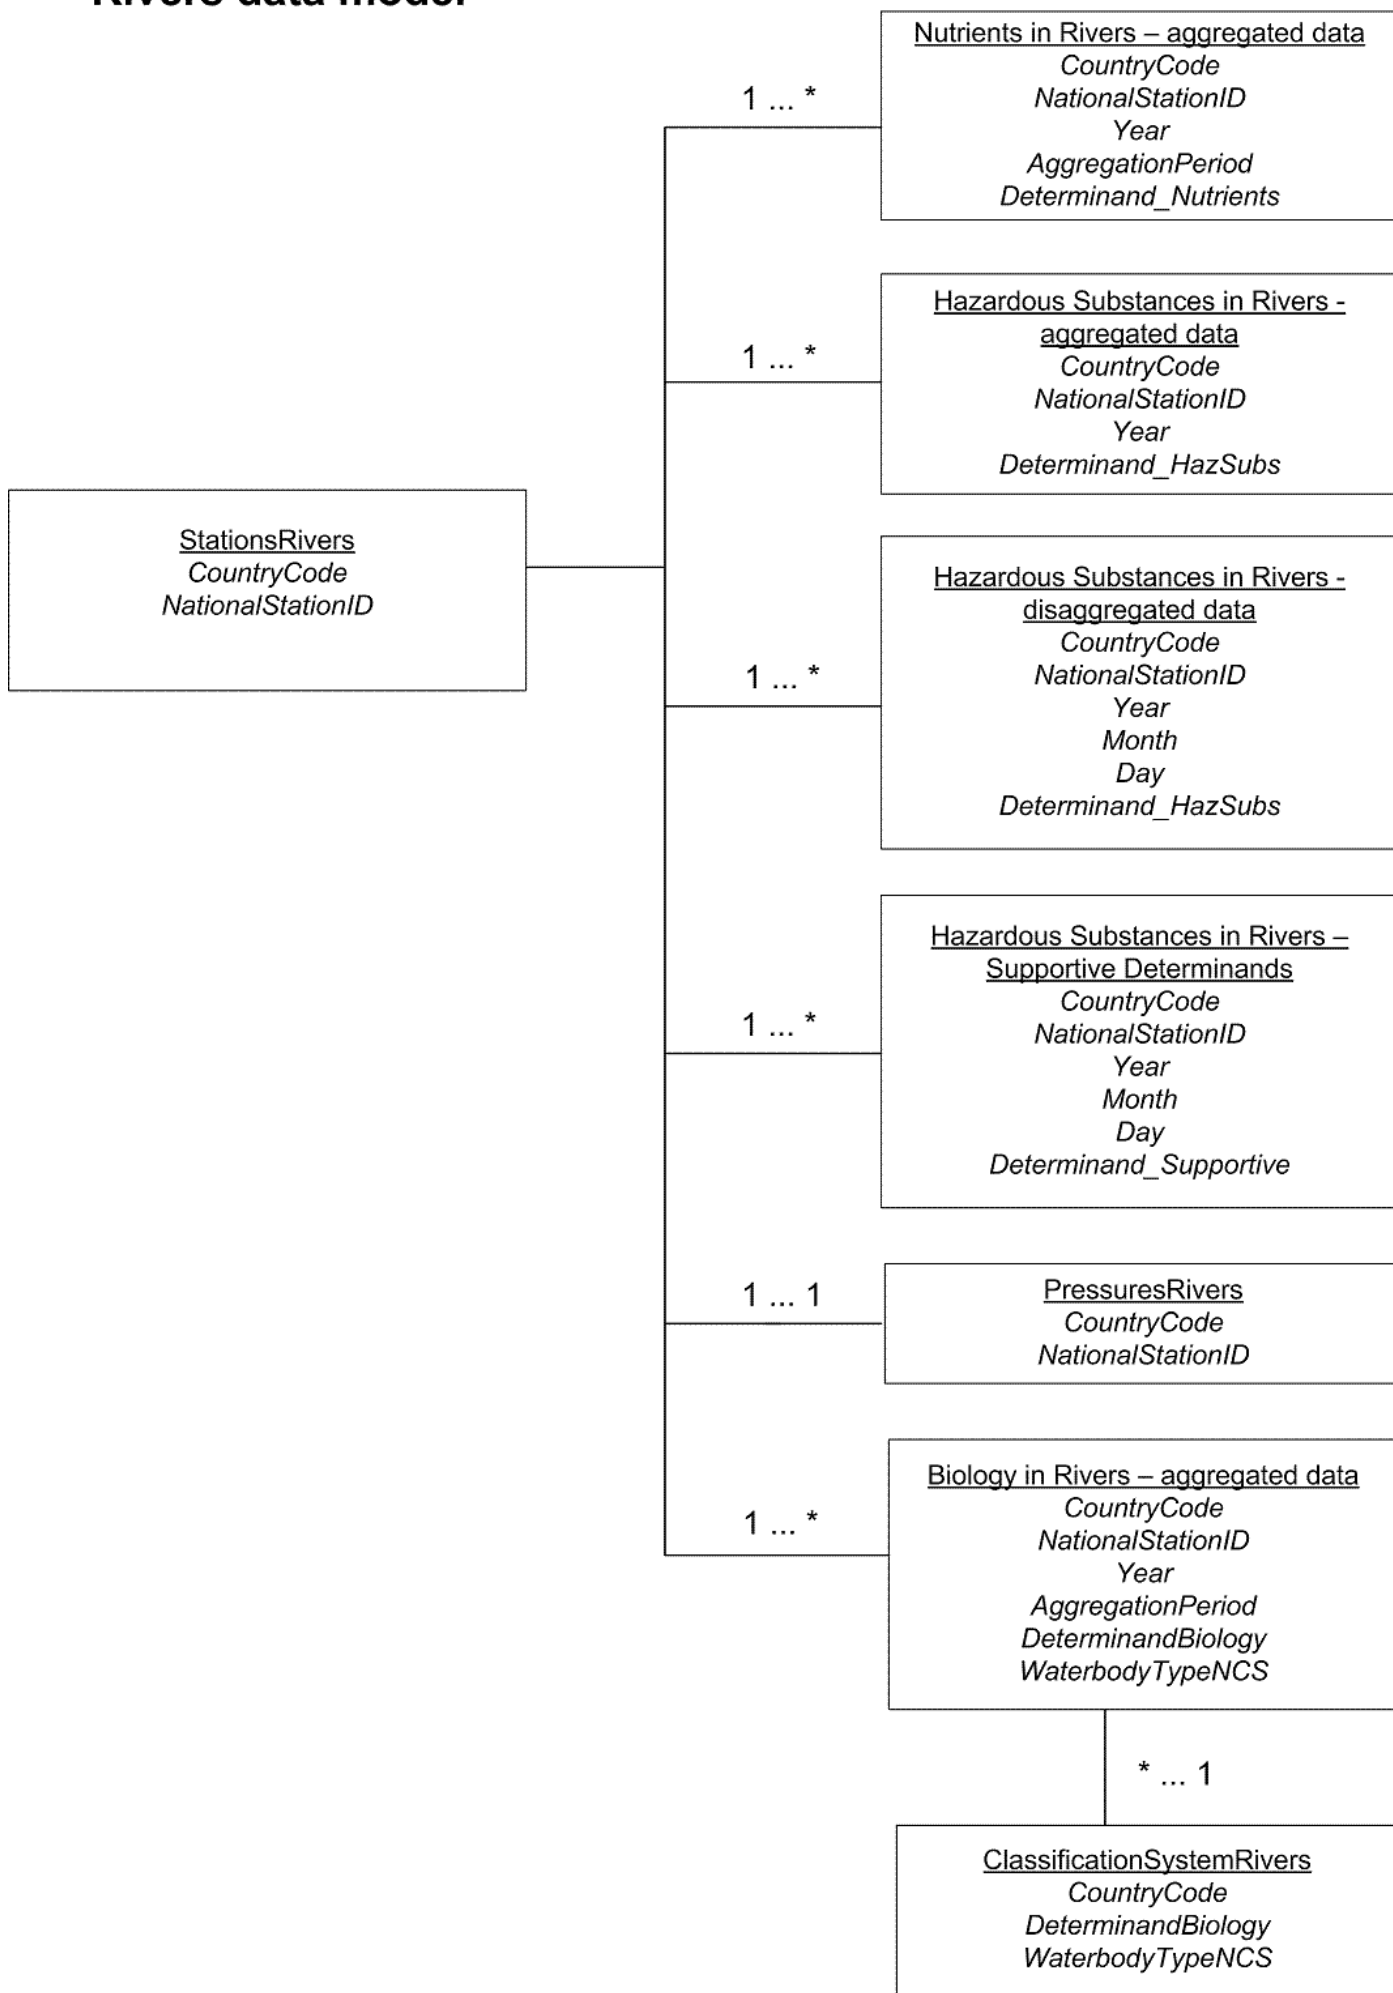 Rivers data model
Nutrients in Rivers – aggregated data
CountryCode
NationalStationID
Year
AggregationPeriod
Determinand_Nutrients
1 ... *
Hazardous Substances in Rivers -
aggregated data
CountryCode
NationalStationID
Year
Determinand_HazSubs
1 ... *
StationsRivers
CountryCode
NationalStationID
Hazardous Substances in Rivers -
disaggregated data
CountryCode
NationalStationID
Year
Month
Day
Determinand_HazSubs
1 ... *
Hazardous Substances in Rivers –
Supportive Determinands
CountryCode
NationalStationID
Year
Month
Day
Determinand_Supportive
1 ... *
PressuresRivers
CountryCode
NationalStationID
1 ... 1
Biology in Rivers – aggregated data
CountryCode
NationalStationID
Year
AggregationPeriod
DeterminandBiology
WaterbodyTypeNCS
1 ... *
* ... 1
ClassificationSystemRivers
CountryCode
DeterminandBiology
WaterbodyTypeNCS